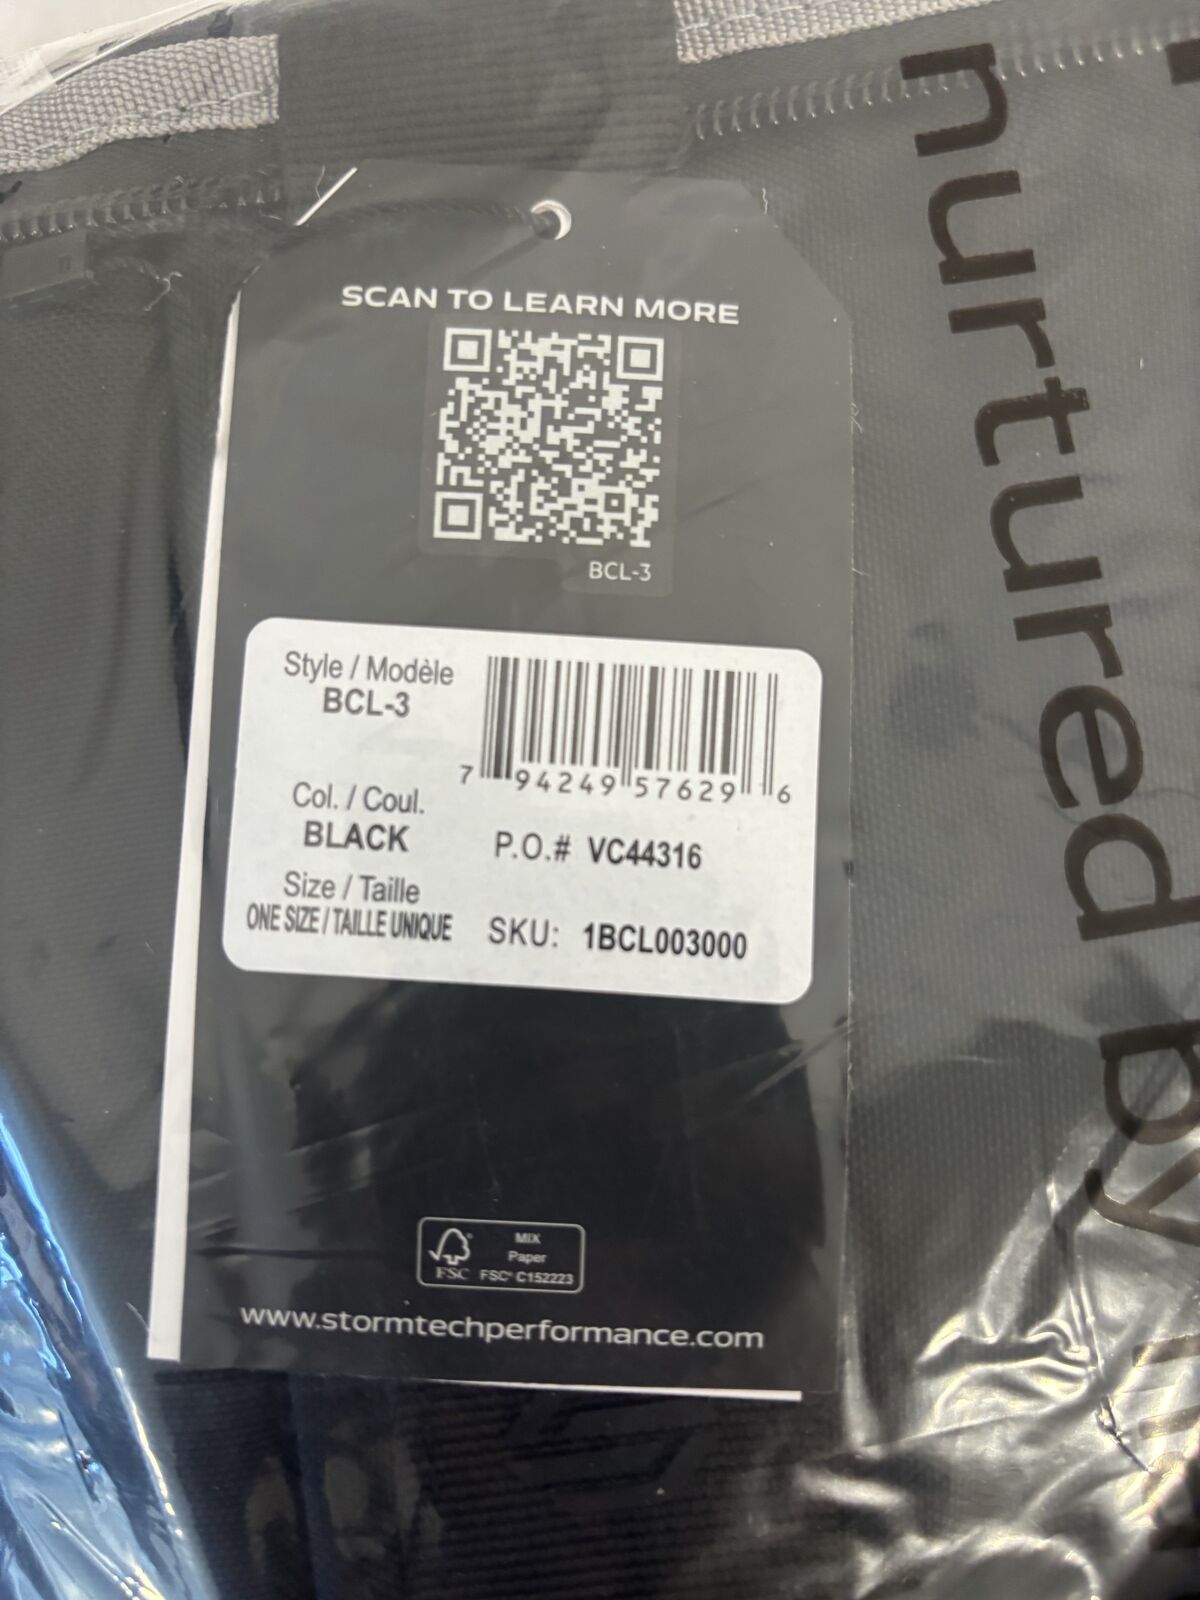 SCAN TO LEARN MORE
BCL-3
Style / Modèle
BCL-3
7 94249 57629 6
Col. / Coul.
BLACK
P.O.# VC44316
Size / Taille
ONE SIZE / TAILLE UNIQUE
SKU: 1BCL003000
MIX
Paper
FSC
FSC® C152223
www.stormtechperformance.com
nurtured by